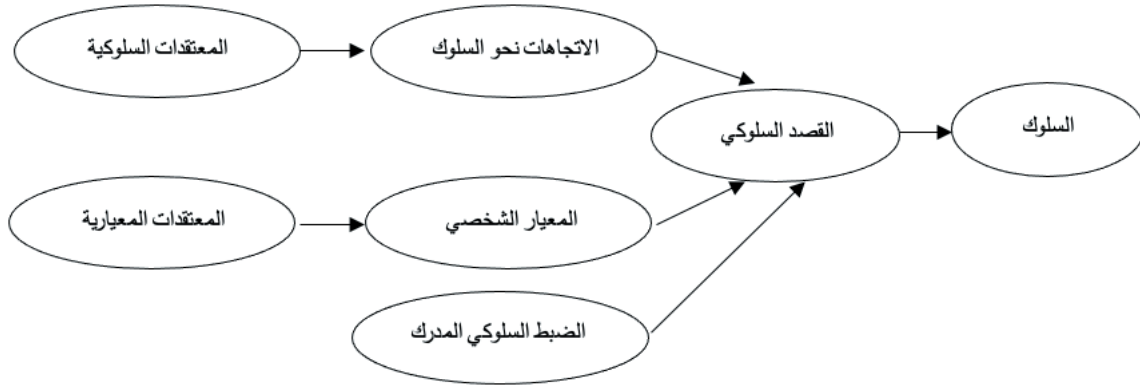 المعتقدات السلوكية
الاتجاهات نحو السلوك
القصد السلوكي
السلوك
المعتقدات المعيارية
المعيار الشخصي
الضبط السلوكي المدرك